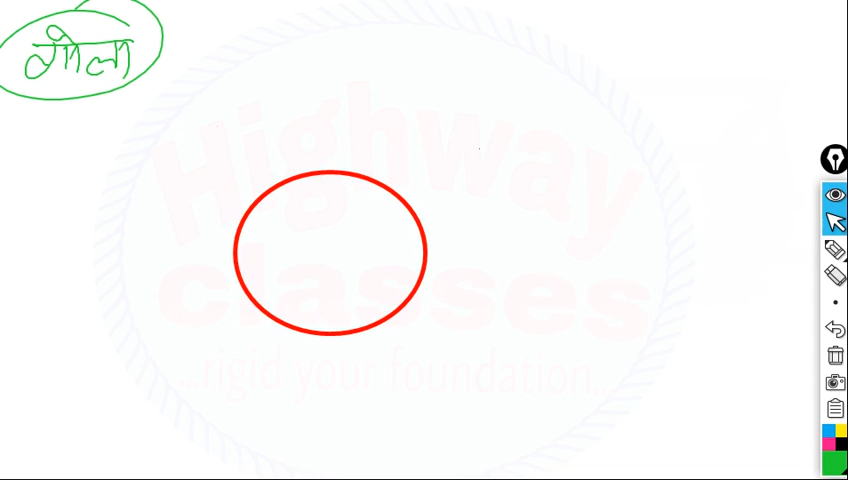 गोला
Highway
classes
...rigid your foundation..